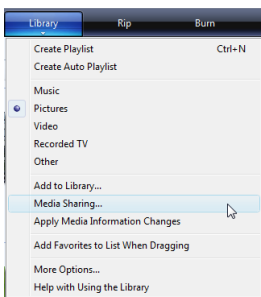 Library Rip Burn
Create Playlist Ctrl+N
Create Auto Playlist
Music
Pictures
Video
Recorded TV
Other
Add to Library...
Media Sharing...
Apply Media Information Changes
Add Favorites to List When Dragging
More Options...
Help with Using the Library